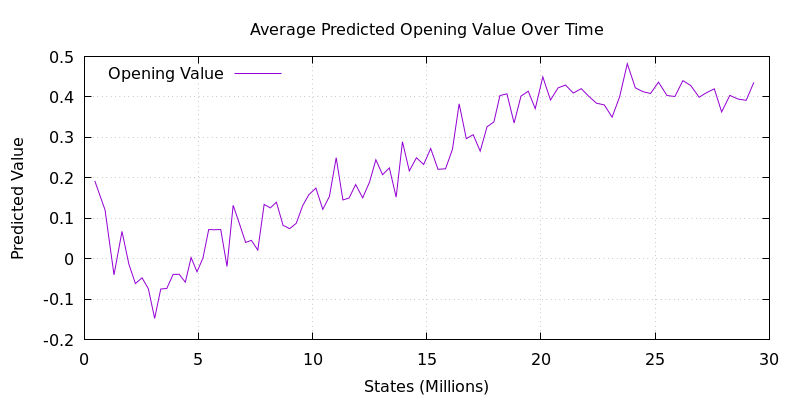 Average Predicted Opening Value Over Time
Opening Value
Predicted Value
0.5
0.4
0.3
0.2
0.1
0
-0.1
-0.2
0 5 10 15 20 25 30
States (Millions)